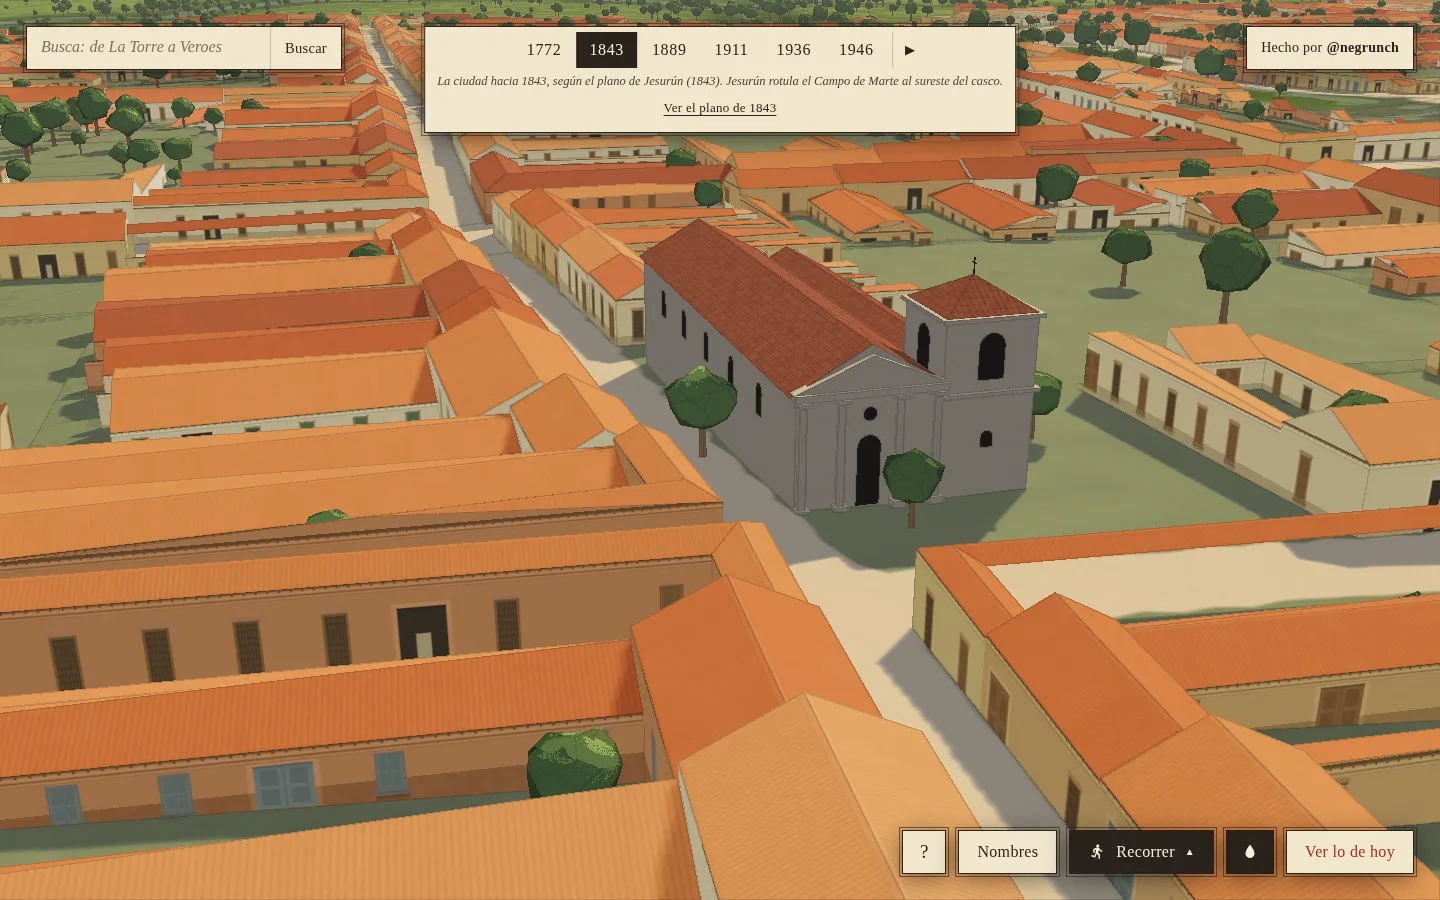 Busca: de La Torre a Veroes
Buscar
1772 1843 1889 1911 1936 1946 ▶
La ciudad hacia 1843, según el plano de Jesurún (1843). Jesurún rotula el Campo de Marte al sureste del casco.
Ver el plano de 1843
Hecho por @negrunch
?
Nombres
Recorrer ▲
Ver lo de hoy